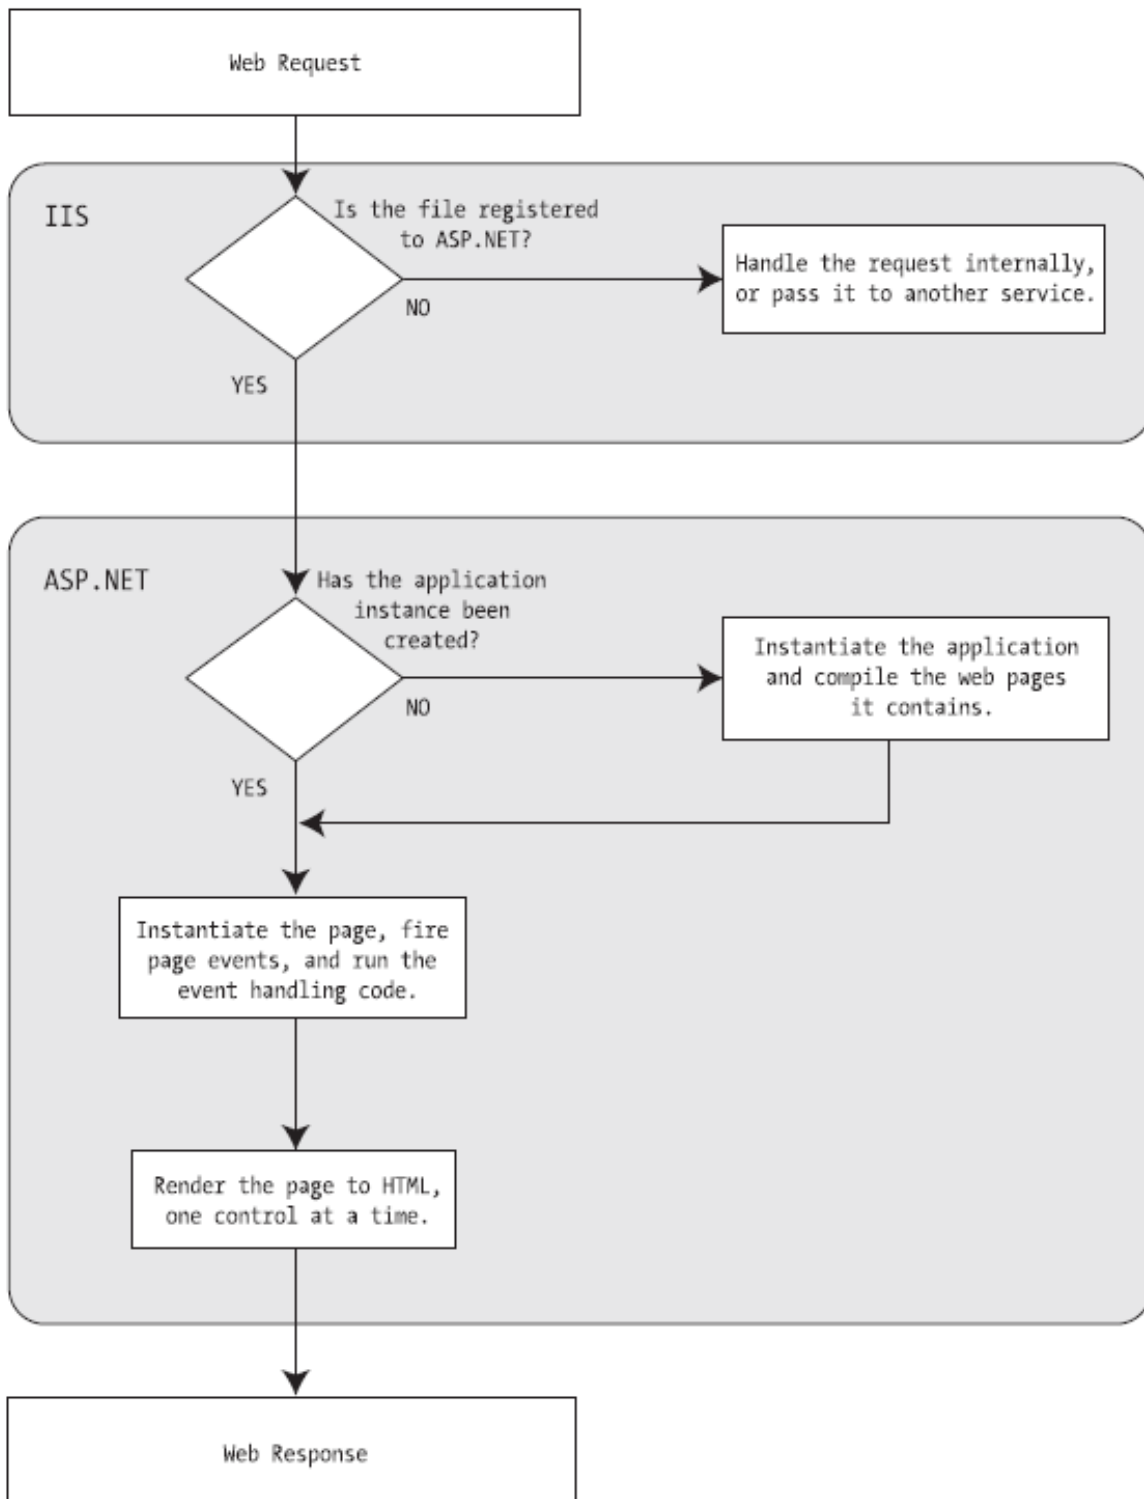 Web Request
IIS
Is the file registered
to ASP.NET?
Handle the request internally,
or pass it to another service.
NO
YES
ASP.NET
Has the application
instance been
created?
Instantiate the application
and compile the web pages
it contains.
NO
YES
Instantiate the page, fire
page events, and run the
event handling code.
Render the page to HTML,
one control at a time.
Web Response